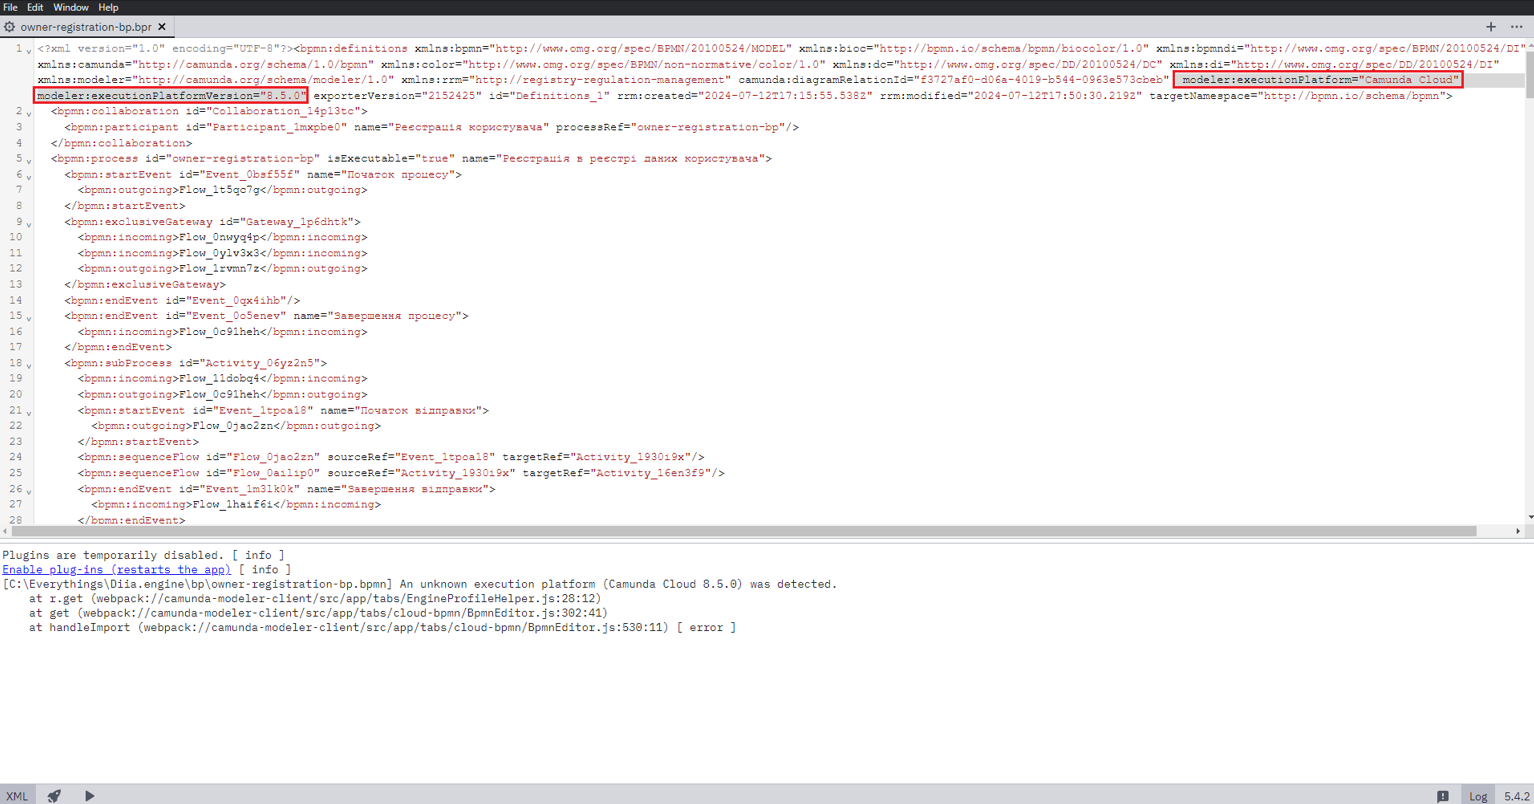 File Edit Window Help
owner-registration-bp.bpr ×
1 <?xml version="1.0" encoding="UTF-8"?><bpmn:definitions xmlns:bpmn="http://www.omg.org/spec/BPMN/20100524/MODEL" xmlns:bioc="http://bpmn.io/schema/bpmn/biocolor/1.0" xmlns:bpmndi="http://www.omg.org/spec/BPMN/20100524/DI"
xmlns:camunda="http://camunda.org/schema/1.0/bpmn" xmlns:color="http://www.omg.org/spec/BPMN/non-normative/color/1.0" xmlns:dc="http://www.omg.org/spec/DD/20100524/DC" xmlns:di="http://www.omg.org/spec/DD/20100524/DI"
xmlns:modeler="http://camunda.org/schema/modeler/1.0" xmlns:rrm="http://registry-regulation-management" camunda:diagramRelationId="f3727af0-d06a-4019-b544-0963e573cbeb" modeler:executionPlatform="Camunda Cloud"
modeler:executionPlatformVersion="8.5.0" exporterVersion="2152425" id="Definitions_1" rrm:created="2024-07-12T17:15:55.538Z" rrm:modified="2024-07-12T17:50:30.219Z" targetNamespace="http://bpmn.io/schema/bpmn">
2 <bpmn:collaboration id="Collaboration_14p13tc">
3 <bpmn:participant id="Participant_1mxpbe0" name="Реєстрація користувача" processRef="owner-registration-bp"/>
4 </bpmn:collaboration>
5 <bpmn:process id="owner-registration-bp" isExecutable="true" name="Реєстрація в реєстрі даних користувача">
6 <bpmn:startEvent id="Event_0bsf55f" name="Початок процесу">
7 <bpmn:outgoing>Flow_1t5qc7g</bpmn:outgoing>
8 </bpmn:startEvent>
9 <bpmn:exclusiveGateway id="Gateway_1p6dhtk">
10 <bpmn:incoming>Flow_0nwyq4p</bpmn:incoming>
11 <bpmn:incoming>Flow_0ylv3x3</bpmn:incoming>
12 <bpmn:outgoing>Flow_1rvmn7z</bpmn:outgoing>
13 </bpmn:exclusiveGateway>
14 <bpmn:endEvent id="Event_0qx4ihb"/>
15 <bpmn:endEvent id="Event_0c5enev" name="Завершення процесу">
16 <bpmn:incoming>Flow_0c91heh</bpmn:incoming>
17 </bpmn:endEvent>
18 <bpmn:subProcess id="Activity_06yz2n5">
19 <bpmn:incoming>Flow_1ldobq4</bpmn:incoming>
20 <bpmn:outgoing>Flow_0c91heh</bpmn:outgoing>
21 <bpmn:startEvent id="Event_1tpoa18" name="Початок відправки">
22 <bpmn:outgoing>Flow_0jao2zn</bpmn:outgoing>
23 </bpmn:startEvent>
24 <bpmn:sequenceFlow id="Flow_0jao2zn" sourceRef="Event_1tpoa18" targetRef="Activity_1930i9x"/>
25 <bpmn:sequenceFlow id="Flow_0ailip0" sourceRef="Activity_1930i9x" targetRef="Activity_16en3f9"/>
26 <bpmn:endEvent id="Event_1m3lk0k" name="Завершення відправки">
27 <bpmn:incoming>Flow_1haif6i</bpmn:incoming>
28 </bpmn:endEvent>
Plugins are temporarily disabled. [ info ]
Enable plug-ins (restarts the app) [ info ]
[C:\Everythings\Diia.engine\bp\owner-registration-bp.bpmn] An unknown execution platform (Camunda Cloud 8.5.0) was detected.
at r.get (webpack://camunda-modeler-client/src/app/tabs/EngineProfileHelper.js:28:12)
at get (webpack://camunda-modeler-client/src/app/tabs/cloud-bpmn/BpmnEditor.js:302:41)
at handleImport (webpack://camunda-modeler-client/src/app/tabs/cloud-bpmn/BpmnEditor.js:530:11) [ error ]
XML Log 5.4.2